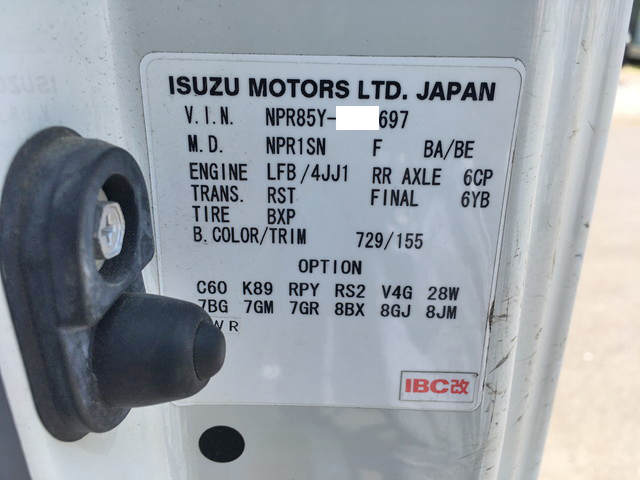 ISUZU MOTORS LTD. JAPAN
V.I.N. NPR85Y- 697
M.D. NPR1SN F BA/BE
ENGINE LFB/4JJ1 RR AXLE 6CP
TRANS. RST FINAL 6YB
TIRE BXP
B.COLOR/TRIM 729/155
OPTION
C60 K89 RPY RS2 V4G 28W
7BG 7GM 7GR 8BX 8GJ 8JM
WR
IBC改